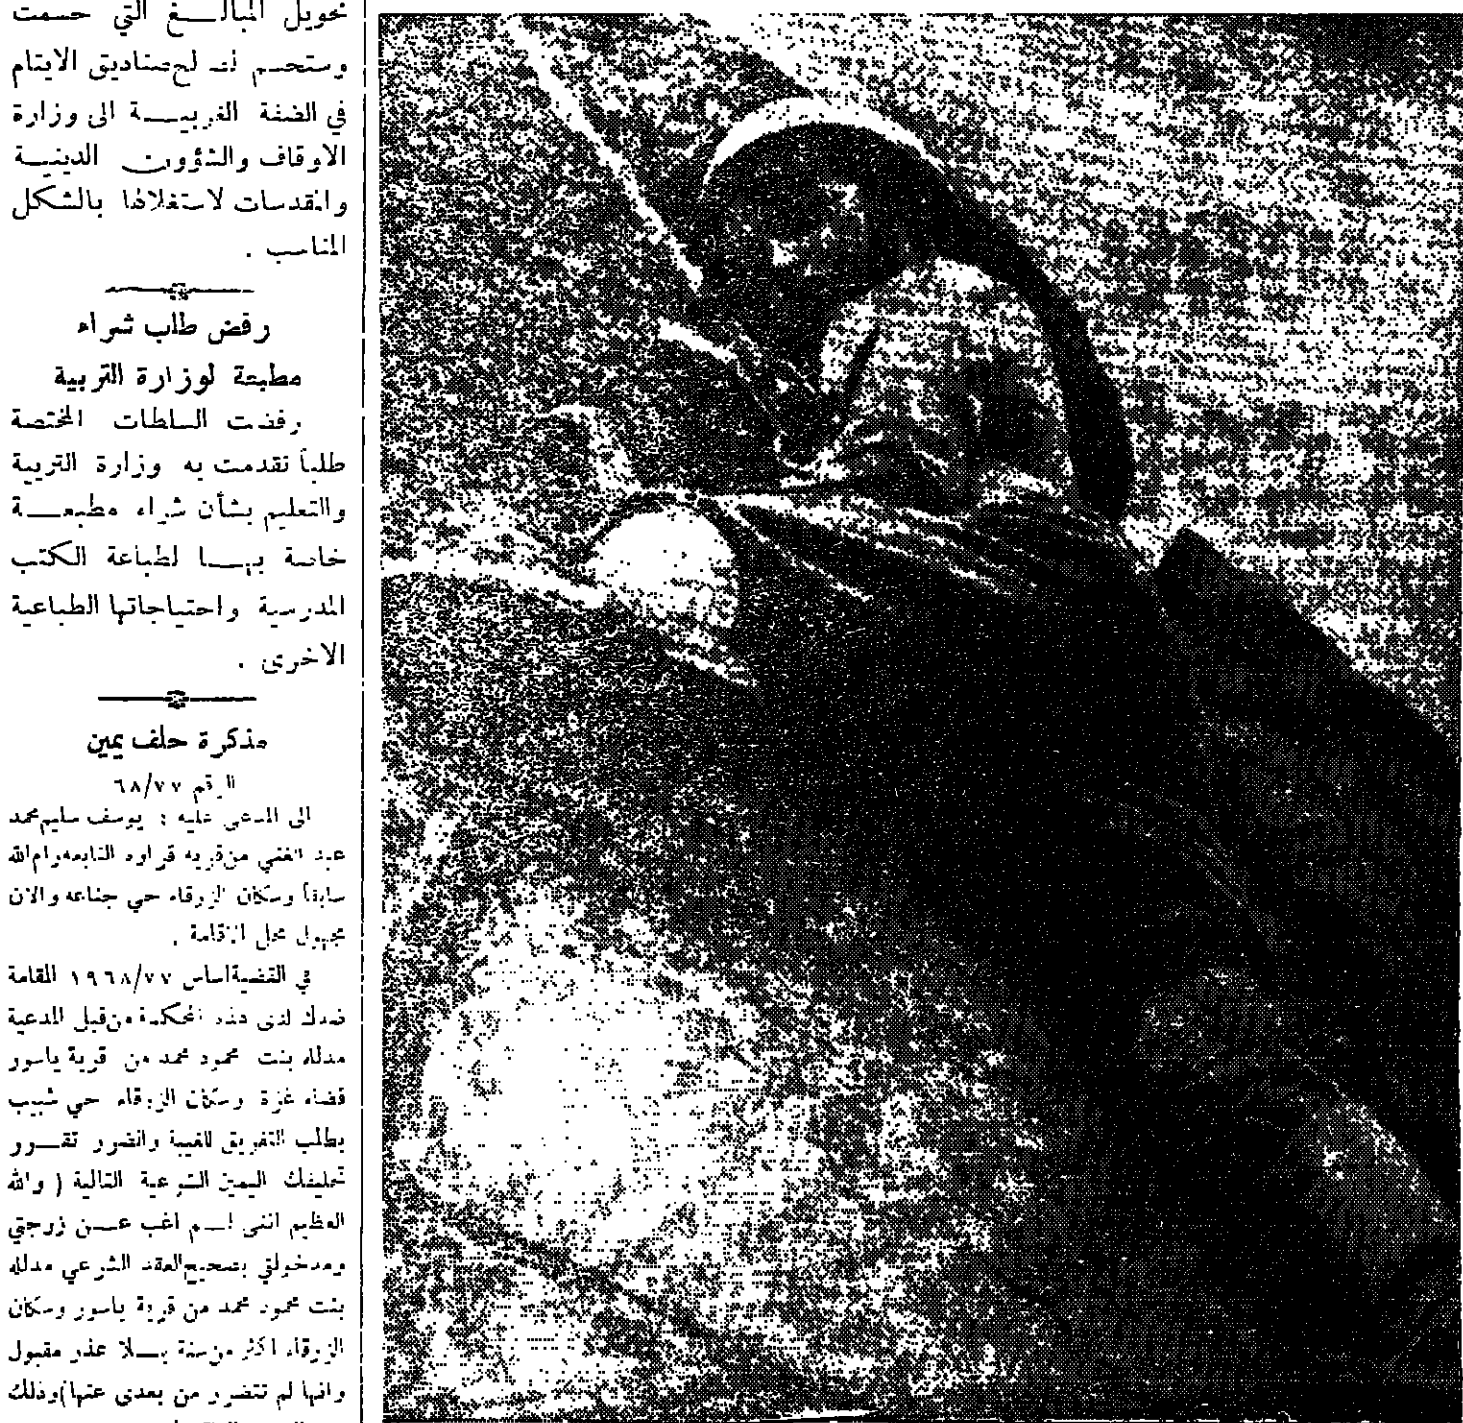 تحويل المبالغ التي حسمت
وستحسم لصناديق الايتام
في الضفة الغربية الى وزارة
الاوقاف والشؤون الدينية
والمقدسات لاستغلالها بالشكل
المناسب .
رفض طلب شراء
مطبعة لوزارة التربية
رفضت السلطات المختصة
طلباً تقدمت به وزارة التربية
والتعليم بشأن شراء مطبعة
خاصة بها لطباعة الكتب
المدرسية واحتياجاتها الطباعية
الاخرى .
مذكرة حلف يمين
الرقم ٦٨/٧٧
الى المدعى عليه : يوسف سليم محمد
عبد الغني من قرية قراوه التابعه رام الله
سابقاً وسكان الزرقاء حي جناعه والان
مجهول محل الاقامة .
في القضية اساس ١٩٦٨/٧٧ المقامة
ضدك لدى هذه المحكمة من قبل المدعية
مدلله بنت محمود محمد من قرية ياسور
قضاء غزة وسكان الزرقاء حي شبيب
بطلب التفريق للغيبة والضرر تقرر
تحليفك اليمين الشرعية التالية ( والله
العظيم انني لم اغب عن زوجتي
ومدخولتي بصحيح العقد الشرعي مدلله
بنت محمود محمد من قرية ياسور وسكان
الزرقاء اكثر من سنة بلا عذر مقبول
وانها لم تتضرر من بعدي عنها)وذلك